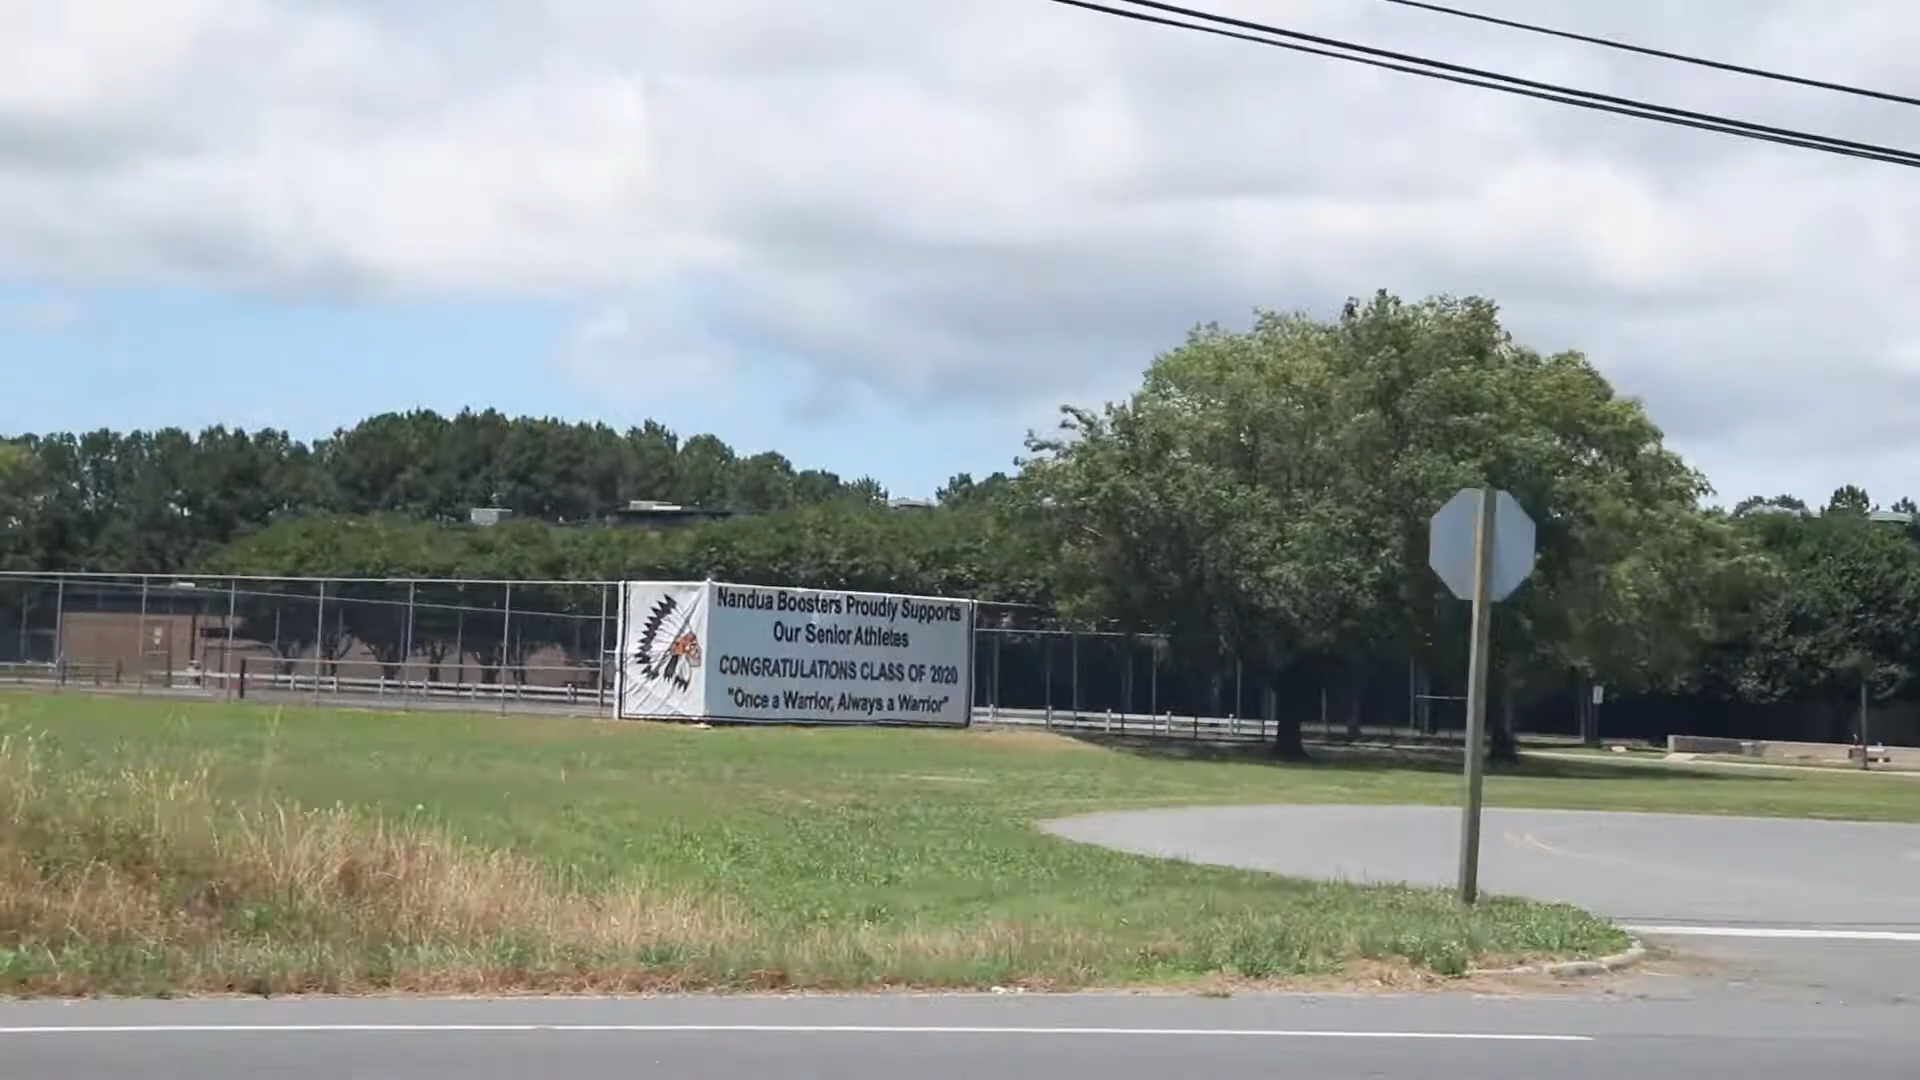 Nandua Boosters Proudly Supports
Our Senior Athletes
CONGRATULATIONS CLASS OF 2020
"Once a Warrior, Always a Warrior"